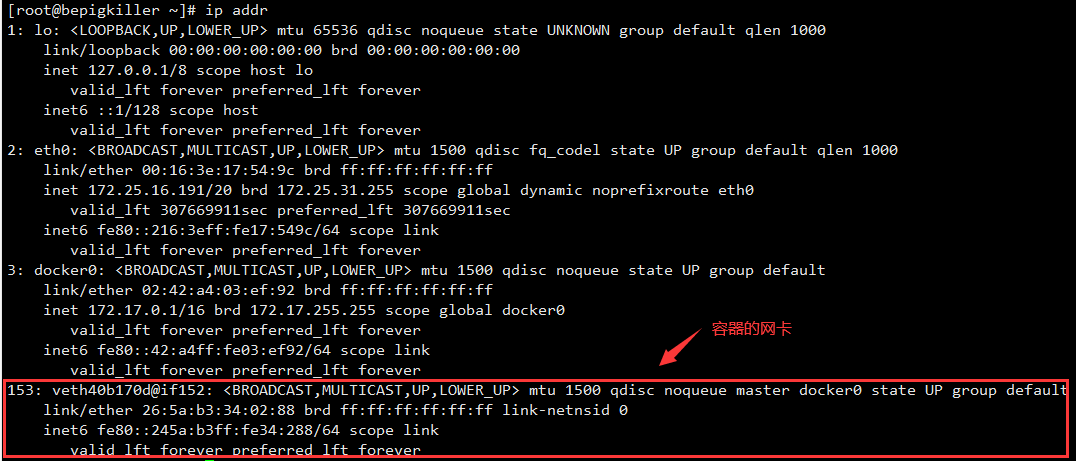 [root@bepigkiller ~]# ip addr
1: lo: <LOOPBACK,UP,LOWER_UP> mtu 65536 qdisc noqueue state UNKNOWN group default qlen 1000
    link/loopback 00:00:00:00:00:00 brd 00:00:00:00:00:00
    inet 127.0.0.1/8 scope host lo
       valid_lft forever preferred_lft forever
    inet6 ::1/128 scope host
       valid_lft forever preferred_lft forever
2: eth0: <BROADCAST,MULTICAST,UP,LOWER_UP> mtu 1500 qdisc fq_codel state UP group default qlen 1000
    link/ether 00:16:3e:17:54:9c brd ff:ff:ff:ff:ff:ff
    inet 172.25.16.191/20 brd 172.25.31.255 scope global dynamic noprefixroute eth0
       valid_lft 307669911sec preferred_lft 307669911sec
    inet6 fe80::216:3eff:fe17:549c/64 scope link
       valid_lft forever preferred_lft forever
3: docker0: <BROADCAST,MULTICAST,UP,LOWER_UP> mtu 1500 qdisc noqueue state UP group default
    link/ether 02:42:a4:03:ef:92 brd ff:ff:ff:ff:ff:ff
    inet 172.17.0.1/16 brd 172.17.255.255 scope global docker0
       valid_lft forever preferred_lft forever
容器的网卡
    inet6 fe80::42:a4ff:fe03:ef92/64 scope link
       valid_lft forever preferred_lft forever
153: veth40b170d@if152: <BROADCAST,MULTICAST,UP,LOWER_UP> mtu 1500 qdisc noqueue master docker0 state UP group default
    link/ether 26:5a:b3:34:02:88 brd ff:ff:ff:ff:ff:ff link-netnsid 0
    inet6 fe80::245a:b3ff:fe34:288/64 scope link
       valid_lft forever preferred_lft forever